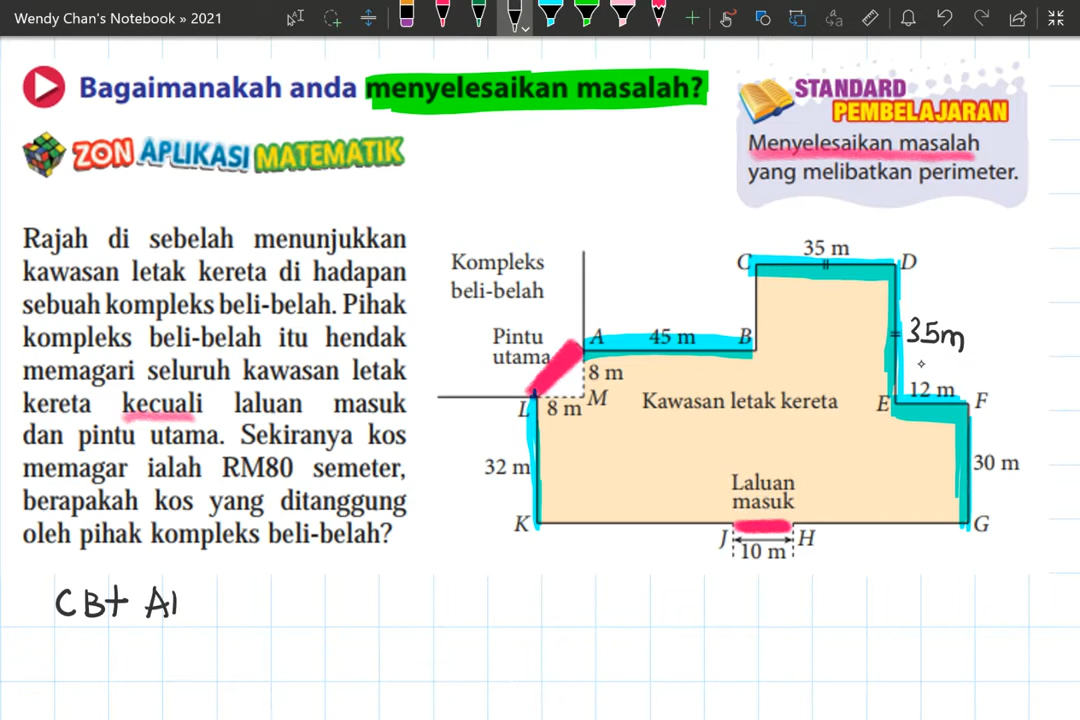 Wendy Chan's Notebook » 2021
Bagaimanakah anda menyelesaikan masalah?
ZON APLIKASI MATEMATIK
STANDARD
PEMBELAJARAN
Menyelesaikan masalah
yang melibatkan perimeter.
Rajah di sebelah menunjukkan
kawasan letak kereta di hadapan
sebuah kompleks beli-belah. Pihak
kompleks beli-belah itu hendak
memagari seluruh kawasan letak
kereta kecuali laluan masuk
dan pintu utama. Sekiranya kos
memagar ialah RM80 semeter,
berapakah kos yang ditanggung
oleh pihak kompleks beli-belah?
Kompleks
beli-belah
Pintu
utama
35 m
C
D
A
45 m
B
35m
8 m
12 m
L
8 m
M
Kawasan letak kereta
E
F
32 m
30 m
Laluan
masuk
K
J
H
G
10 m
CB+ AI